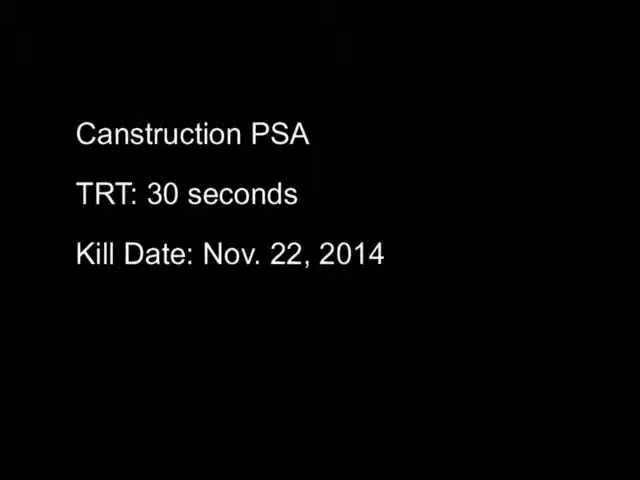 Canstruction PSA
TRT: 30 seconds
Kill Date: Nov. 22, 2014